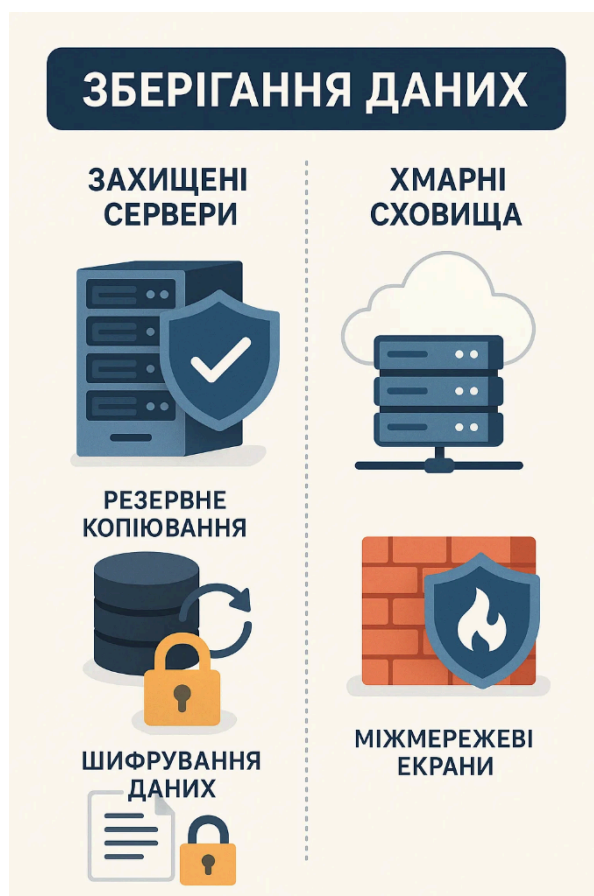 ЗБЕРІГАННЯ ДАНИХ
ЗАХИЩЕНІ
СЕРВЕРИ
РЕЗЕРВНЕ
КОПІЮВАННЯ
ШИФРУВАННЯ
ДАНИХ
ХМАРНІ
СХОВИЩА
МІЖМЕРЕЖЕВІ
ЕКРАНИ